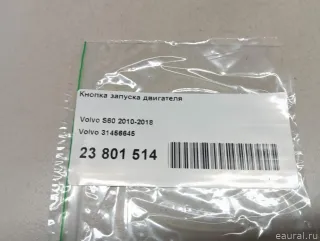 Кнопка запуска двигателя
Volvo S60 2010-2018
Volvo 31456645
23 801 514
eaural.ru